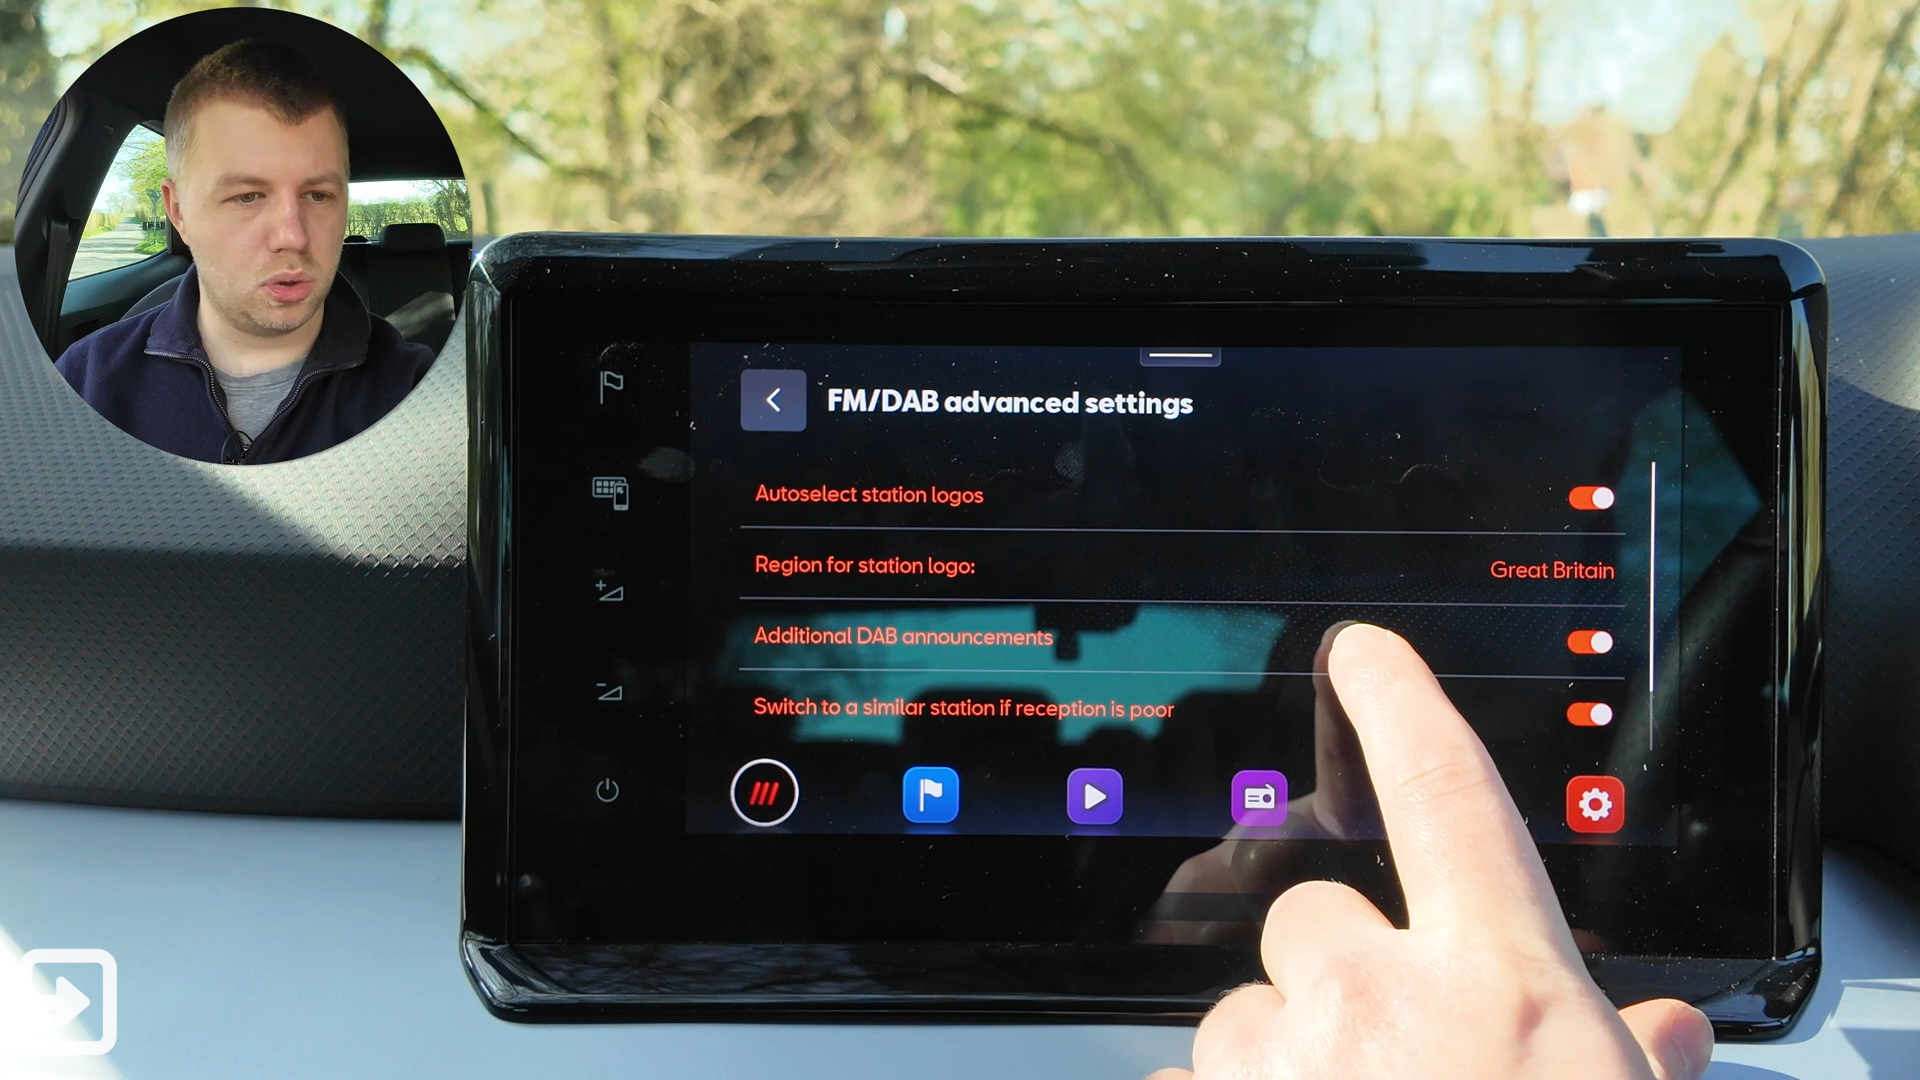 FM/DAB advanced settings
Autoselect station logos
Region for station logo: Great Britain
Additional DAB announcements
Switch to a similar station if reception is poor